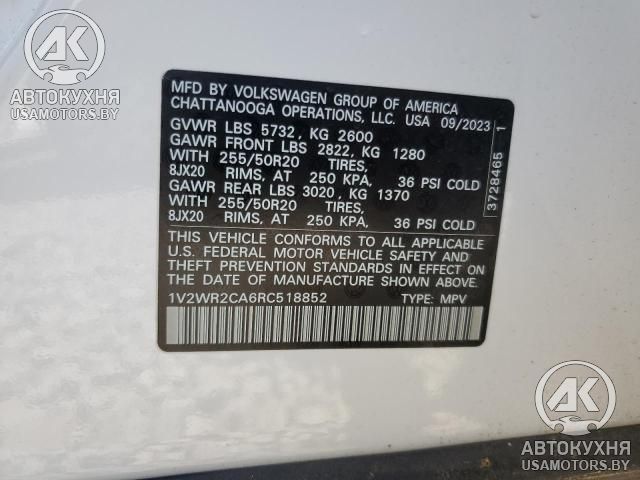 MFD BY VOLKSWAGEN GROUP OF AMERICA
CHATTANOOGA OPERATIONS, LLC. USA 09/2023
GVWR LBS 5732, KG 2600
GAWR FRONT LBS 2822, KG 1280
WITH 255/50R20 TIRES,
8JX20 RIMS, AT 250 KPA, 36 PSI COLD
GAWR REAR LBS 3020, KG 1370
WITH 255/50R20 TIRES,
8JX20 RIMS, AT 250 KPA, 36 PSI COLD
THIS VEHICLE CONFORMS TO ALL APPLICABLE
U.S. FEDERAL MOTOR VEHICLE SAFETY AND
THEFT PREVENTION STANDARDS IN EFFECT ON
THE DATE OF MANUFACTURE SHOWN ABOVE.
1V2WR2CA6RC518852 TYPE: MPV
3728465 1
АК
АВТОКУХНЯ
USAMOTORS.BY
АК
АВТОКУХНЯ
USAMOTORS.BY